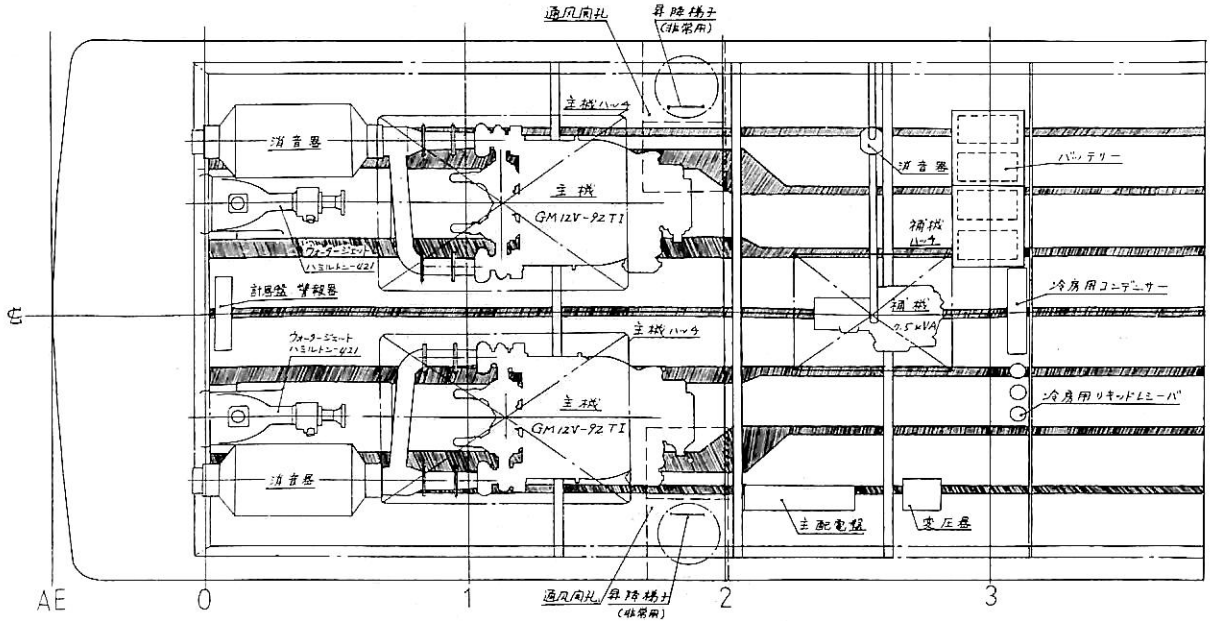 通風開孔
昇降梯子
(非常用)
主機ハッチ
消音器
主機
GM12V-92TI
ウォータージェット
ハミルトン-421
計器盤 警報器
消音器
バッテリー
補機
ハッチ
冷房用コンデンサー
補機
7.5KVA
℄
主機ハッチ
ウォータージェット
ハミルトン-421
主機
GM12V-92TI
冷房用リキッドレシーバ
消音器
主配電盤
変圧器
通風開孔
昇降梯子
(非常用)
AE
0
1
2
3